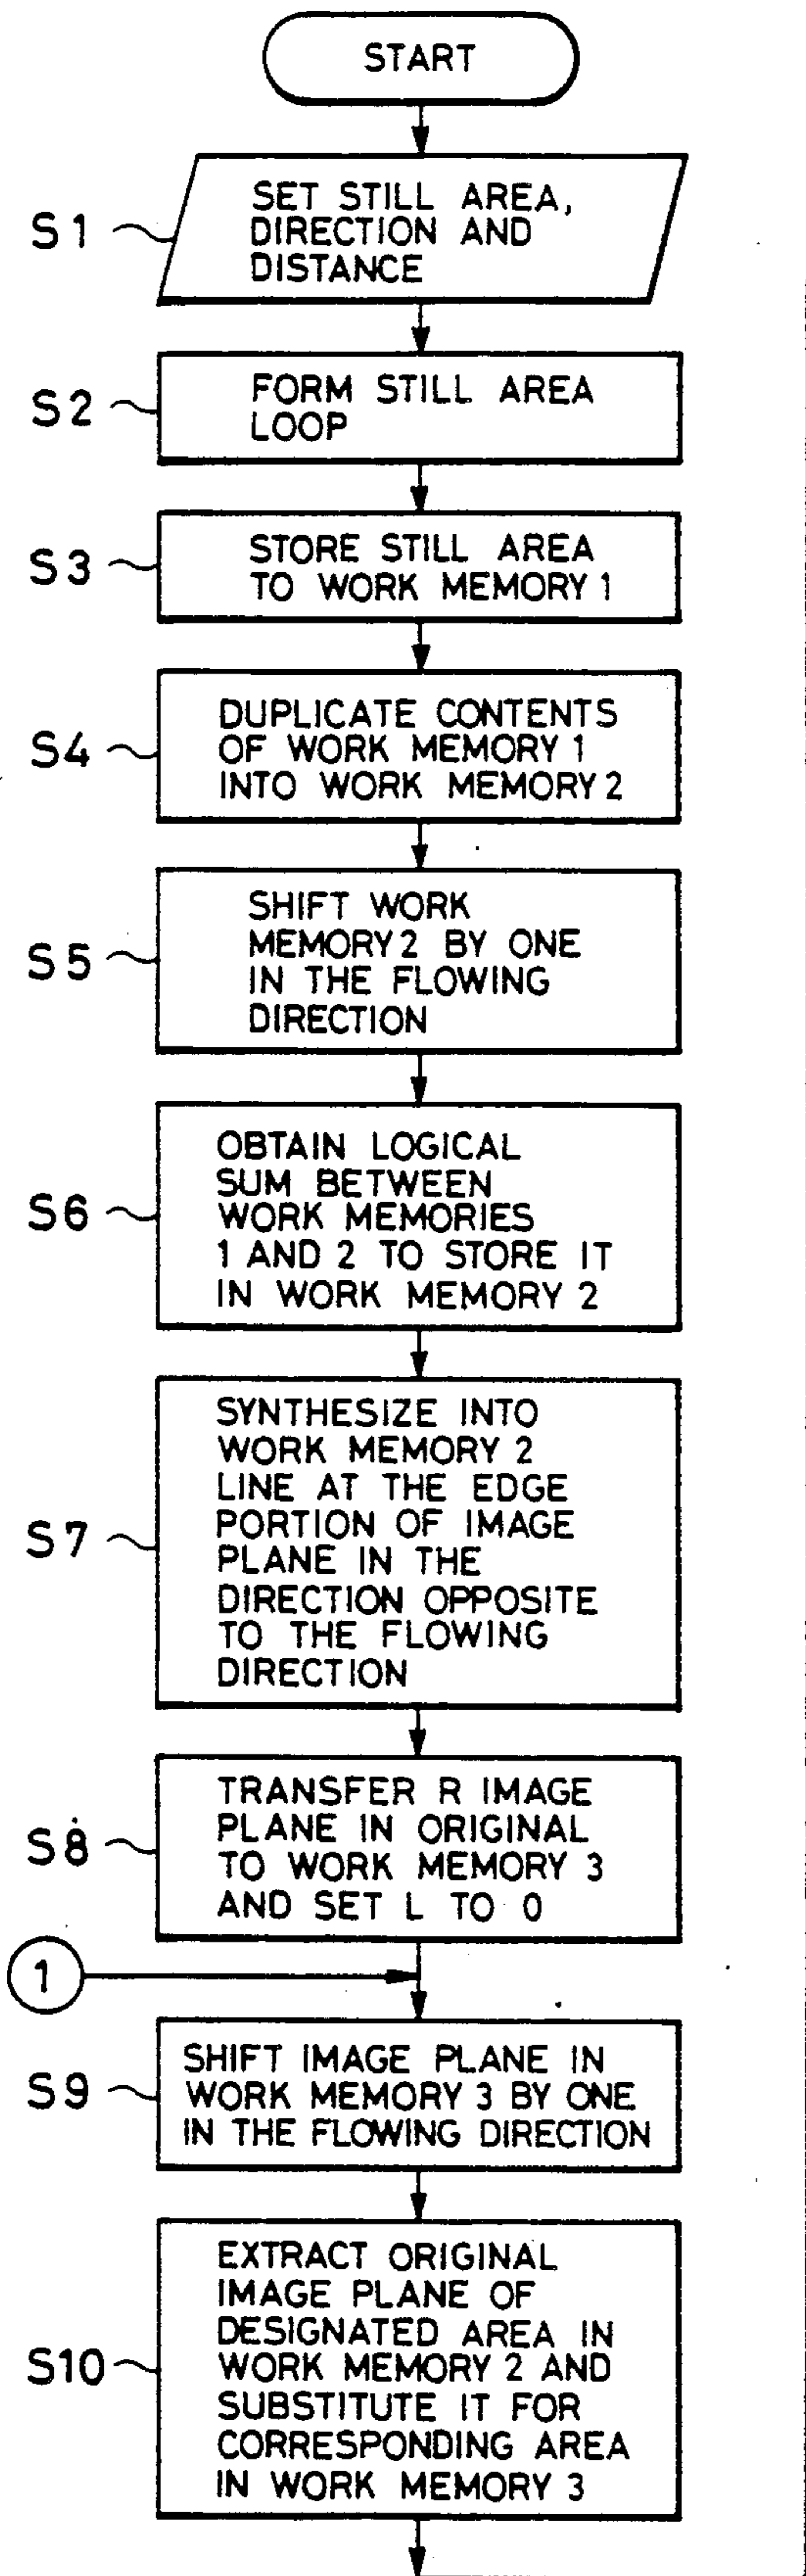 START
S1
SET STILL AREA,
DIRECTION AND
DISTANCE
S2
FORM STILL AREA
LOOP
S3
STORE STILL AREA
TO WORK MEMORY 1
S4
DUPLICATE CONTENTS
OF WORK MEMORY 1
INTO WORK MEMORY 2
S5
SHIFT WORK
MEMORY 2 BY ONE
IN THE FLOWING
DIRECTION
S6
OBTAIN LOGICAL
SUM BETWEEN
WORK MEMORIES
1 AND 2 TO STORE IT
IN WORK MEMORY 2
S7
SYNTHESIZE INTO
WORK MEMORY 2
LINE AT THE EDGE
PORTION OF IMAGE
PLANE IN THE
DIRECTION OPPOSITE
TO THE FLOWING
DIRECTION
S8
TRANSFER R IMAGE
PLANE IN ORIGINAL
TO WORK MEMORY 3
AND SET L TO 0
1
S9
SHIFT IMAGE PLANE IN
WORK MEMORY 3 BY ONE
IN THE FLOWING DIRECTION
S10
EXTRACT ORIGINAL
IMAGE PLANE OF
DESIGNATED AREA IN
WORK MEMORY 2 AND
SUBSTITUTE IT FOR
CORRESPONDING AREA
IN WORK MEMORY 3